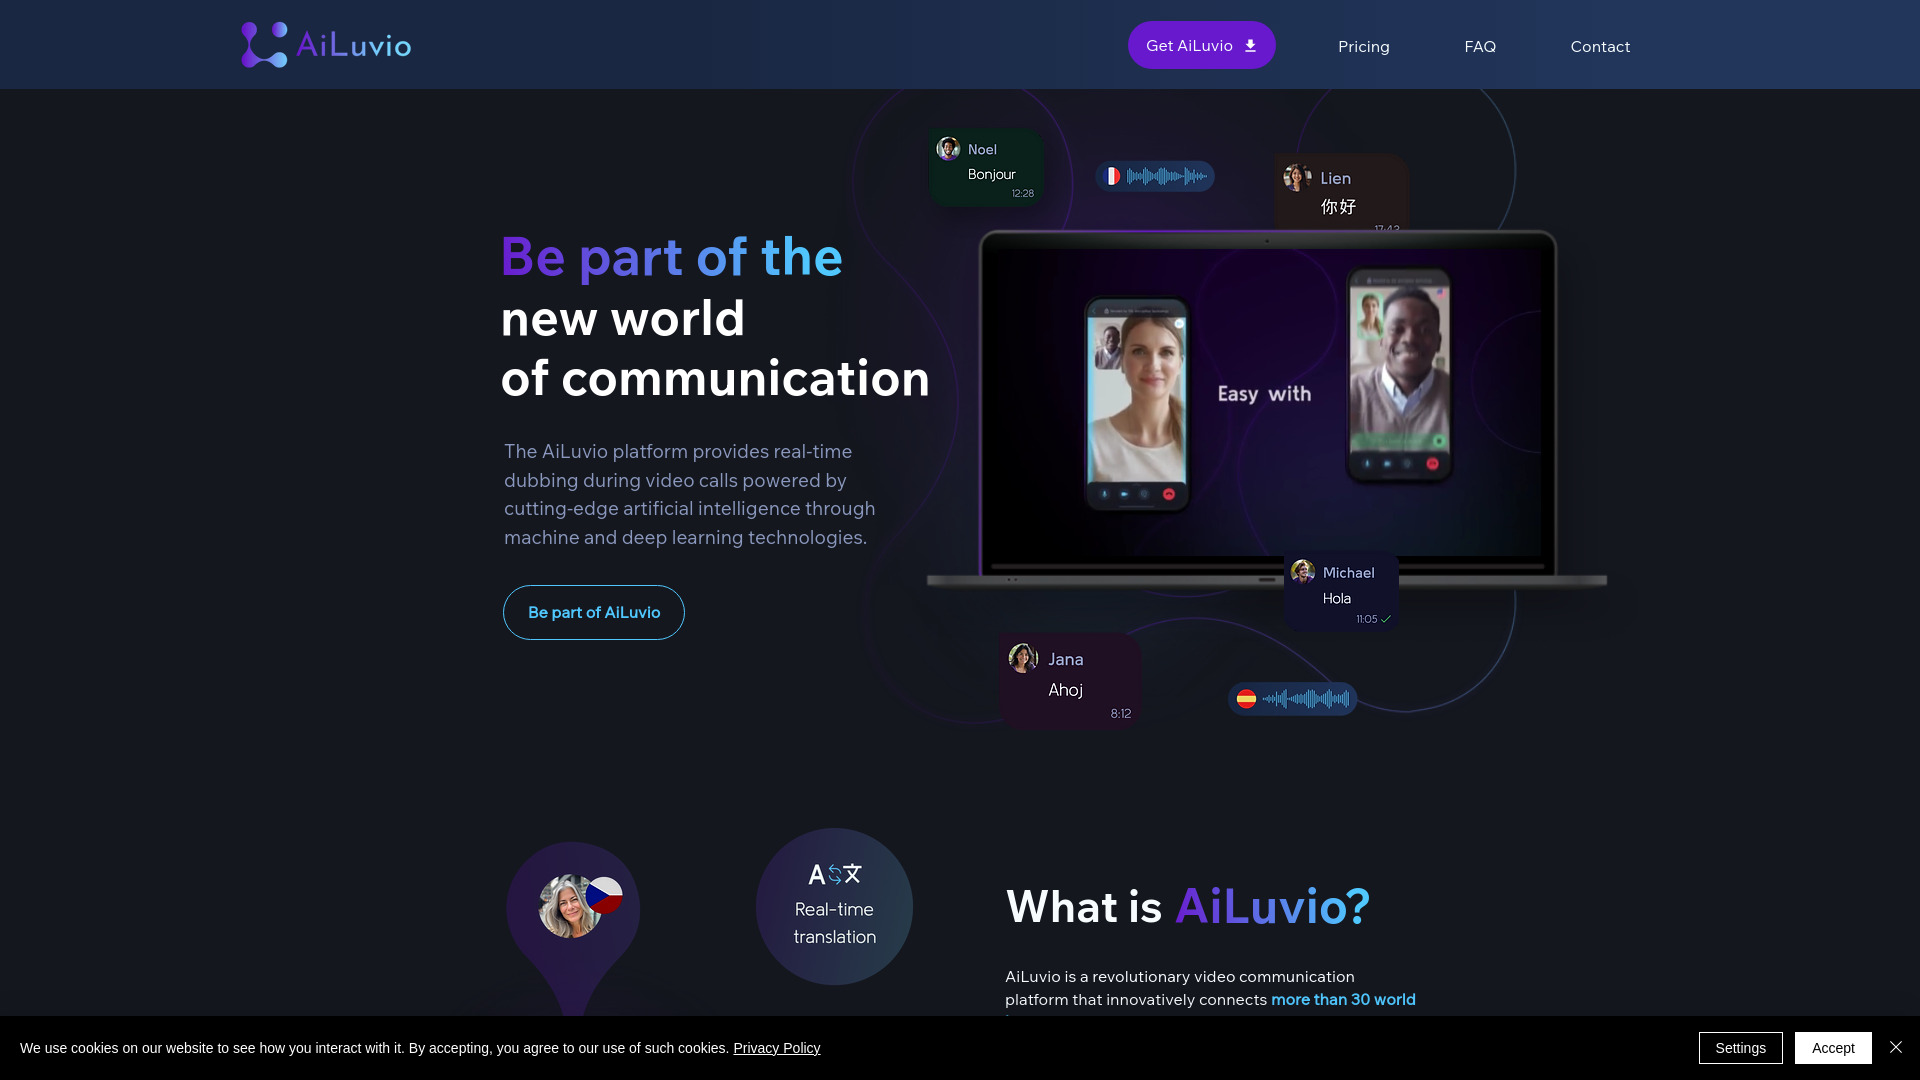 AiLuvio
Get AiLuvio
Pricing
FAQ
Contact
Noel
Bonjour
12:28
Lien
你好
17:43
Be part of the
new world
of communication
Easy with
The AiLuvio platform provides real-time
dubbing during video calls powered by
cutting-edge artificial intelligence through
machine and deep learning technologies.
Be part of AiLuvio
Michael
Hola
11:05
Jana
Ahoj
8:12
Real-time
translation
What is AiLuvio?
AiLuvio is a revolutionary video communication
platform that innovatively connects more than 30 world
We use cookies on our website to see how you interact with it. By accepting, you agree to our use of such cookies. Privacy Policy
Settings
Accept